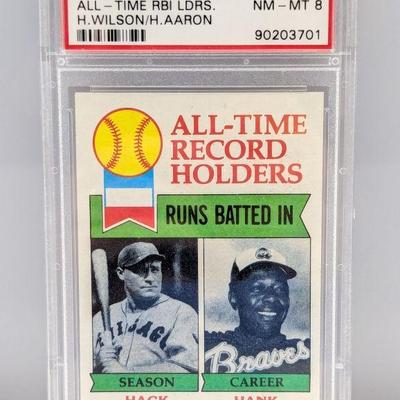 ALL-TIME RBI LDRS. NM-MT 8
H.WILSON/H.AARON 90203701
ALL-TIME
RECORD
HOLDERS
RUNS BATTED IN
CHICAGO
Braves
SEASON CAREER
HACK HANK